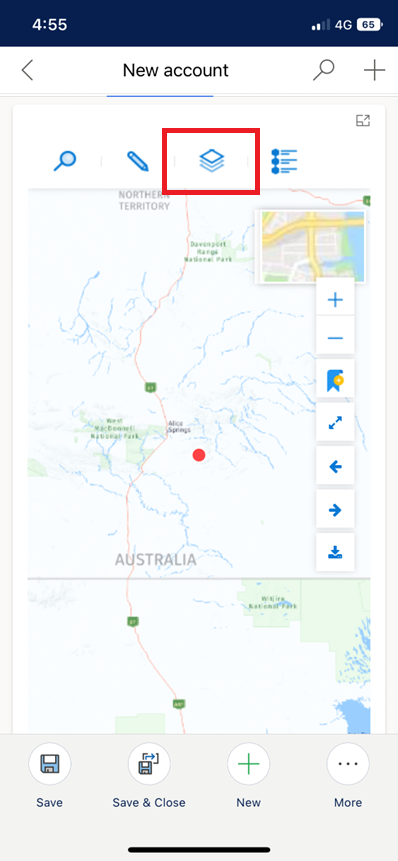 4:55
4G
65
New account
NORTHERN
TERRITORY
Davenport
Range
National Park
87
West
MacDonnell
National Park
Alice
Springs
AUSTRALIA
Witjira
National Park
87
Save
Save & Close
New
More